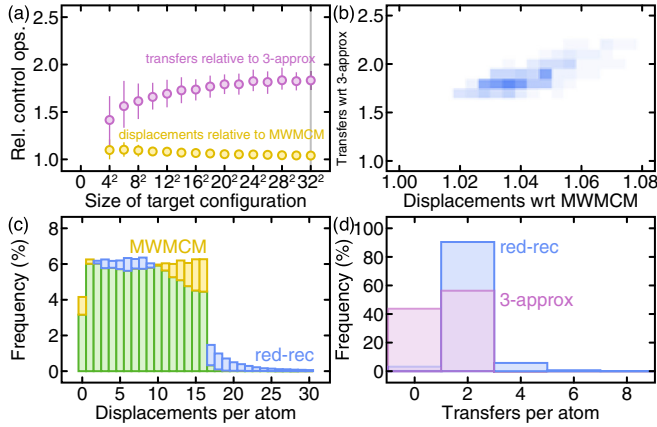 (a)
2.5
2.0
1.5
1.0
Rel. control ops.
transfers relative to 3-approx
displacements relative to MWMCM
0 4² 8² 12² 16² 20² 24² 28² 32²
Size of target configuration
(b)
2.5
2.0
1.5
1.0
Transfers wrt 3-approx
1.00 1.02 1.04 1.06 1.08
Displacements wrt MWMCM
(c)
8
6
4
2
0
Frequency (%)
MWMCM
red-rec
0 5 10 15 20 25 30
Displacements per atom
(d)
100
80
60
40
20
0
Frequency (%)
red-rec
3-approx
0 2 4 6 8
Transfers per atom